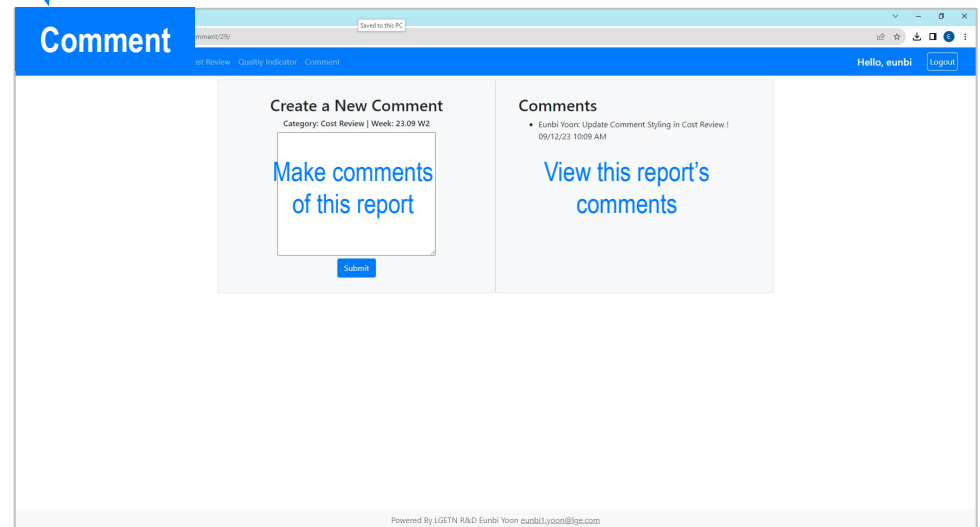 Comment
Saved to this PC
mment/29/
ost Review Qualtiy Indicator Comment
Hello, eunbi
Logout
Create a New Comment
Category: Cost Review | Week: 23.09 W2
Make comments
of this report
Submit
Comments
Eunbi Yoon: Update Comment Styling in Cost Review !
09/12/23 10:09 AM
View this report's
comments
Powered By LGETN R&D Eunbi Yoon eunbi1.yoon@lge.com